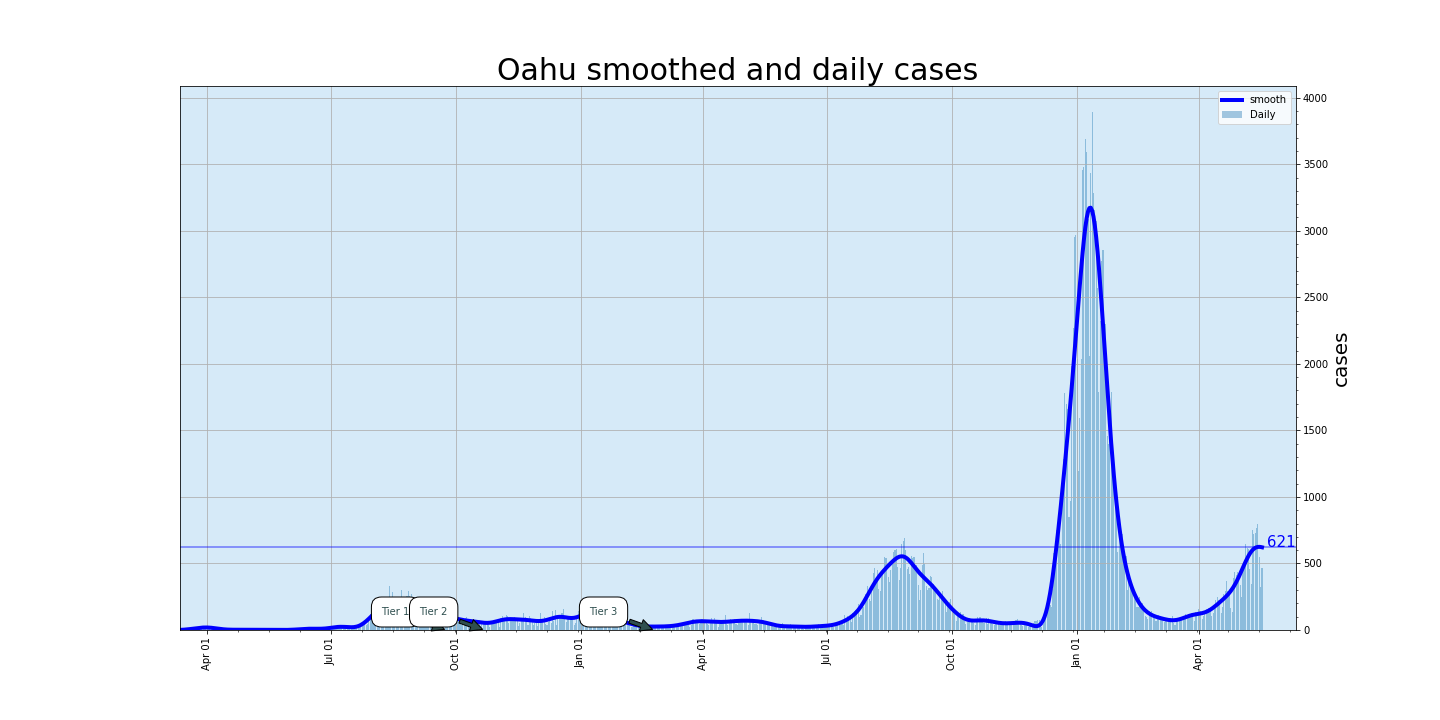 Oahu smoothed and daily cases
smooth
Daily
4000
3500
3000
2500
2000
1500
1000
500
0
cases
621
Tier 1
Tier 2
Tier 3
Apr 01
Jul 01
Oct 01
Jan 01
Apr 01
Jul 01
Oct 01
Jan 01
Apr 01